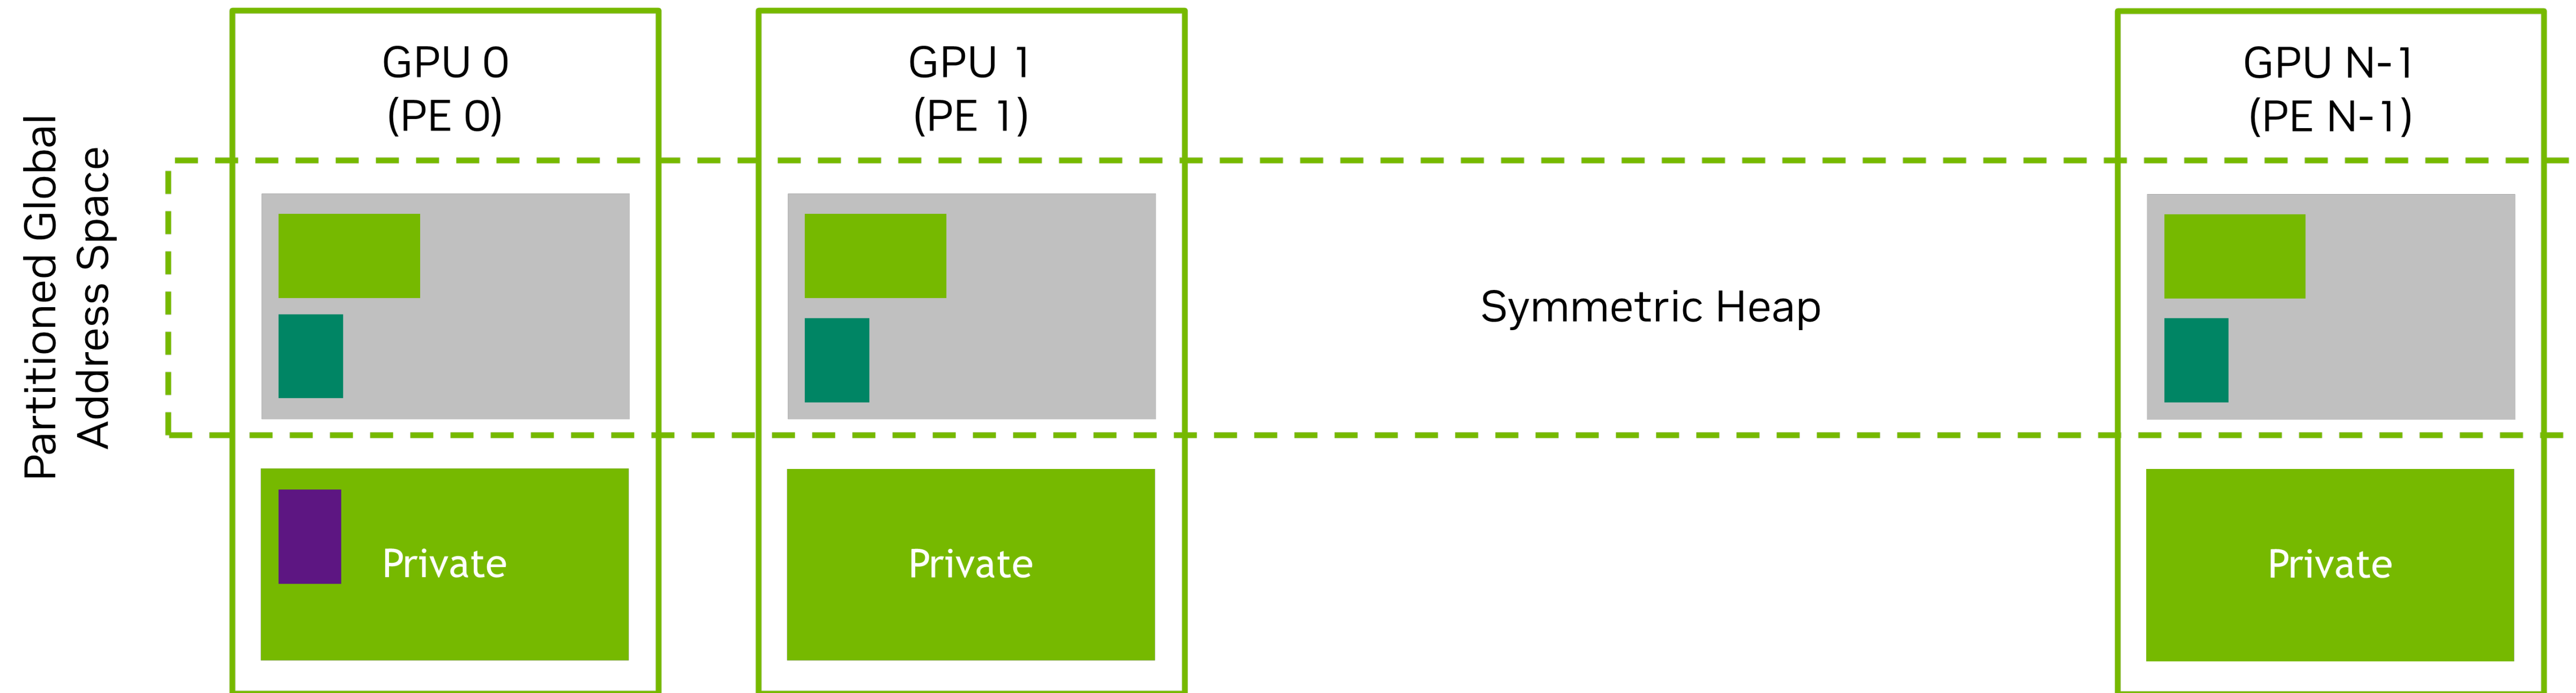 Partitioned Global
Address Space
GPU 0
(PE 0)
GPU 1
(PE 1)
GPU N-1
(PE N-1)
Symmetric Heap
Private
Private
Private